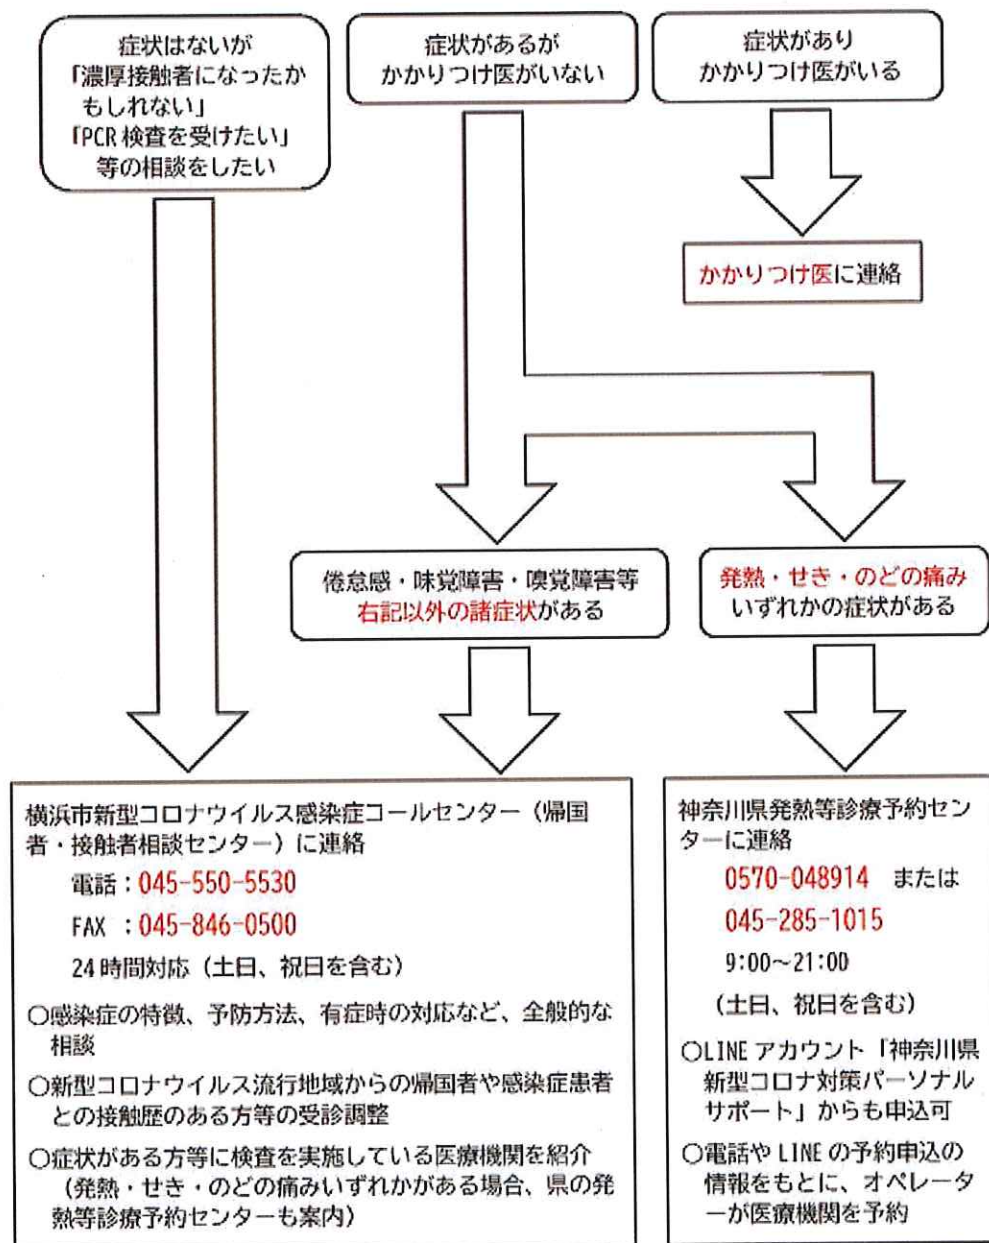 症状はないが
「濃厚接触者になったか
もしれない」
「PCR 検査を受けたい」
等の相談をしたい
症状があるが
かかりつけ医がいない
症状があり
かかりつけ医がいる
かかりつけ医に連絡
倦怠感・味覚障害・嗅覚障害等
右記以外の諸症状がある
発熱・せき・のどの痛み
いずれかの症状がある
横浜市新型コロナウイルス感染症コールセンター（帰国
者・接触者相談センター）に連絡
電話：045-550-5530
FAX ：045-846-0500
24時間対応（土日、祝日を含む）
○感染症の特徴、予防方法、有症時の対応など、全般的な
相談
○新型コロナウイルス流行地域からの帰国者や感染症患者
との接触歴のある方等の受診調整
○症状がある方等に検査を実施している医療機関を紹介
（発熱・せき・のどの痛みいずれかがある場合、県の発
熱等診療予約センターも案内）
神奈川県発熱等診療予約セン
ターに連絡
0570-048914 または
045-285-1015
9:00~21:00
（土日、祝日を含む）
○LINE アカウント「神奈川県
新型コロナ対策パーソナル
サポート」からも申込可
○電話や LINE の予約申込の
情報をもとに、オペレータ
ーが医療機関を予約